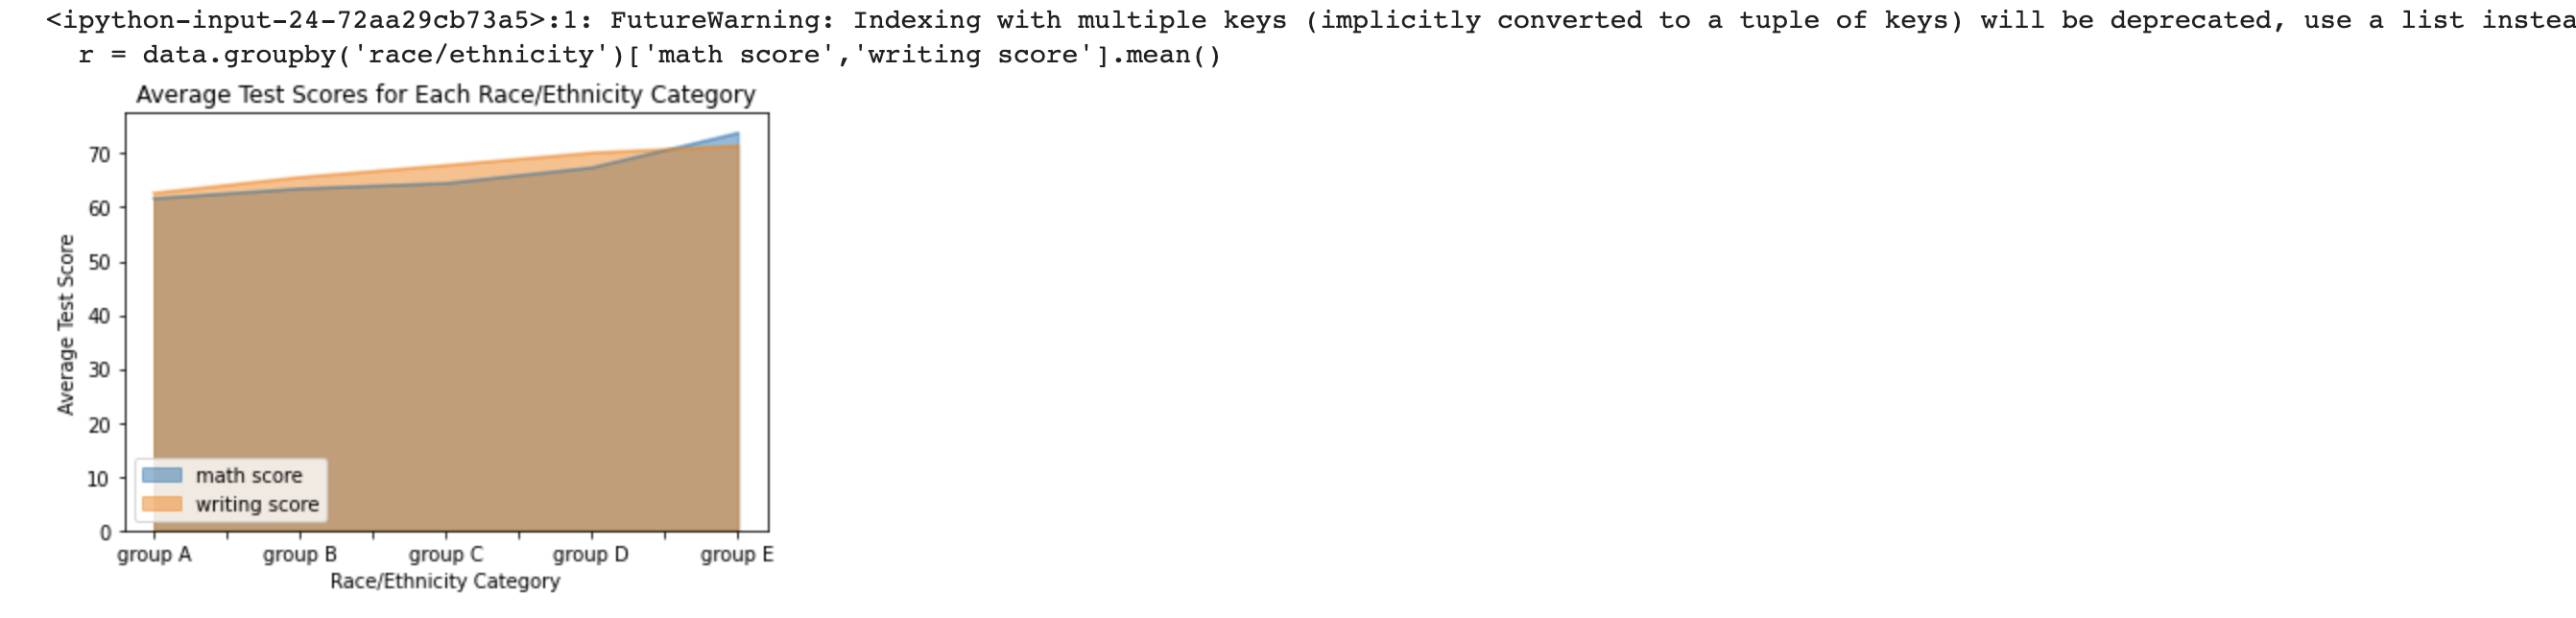 <ipython-input-24-72aa29cb73a5>:1: FutureWarning: Indexing with multiple keys (implicitly converted to a tuple of keys) will be deprecated, use a list instea
r = data.groupby('race/ethnicity')['math score','writing score'].mean()
Average Test Scores for Each Race/Ethnicity Category
70
60
50
40
30
20
10
0
Average Test Score
math score
writing score
group A group B group C group D group E
Race/Ethnicity Category